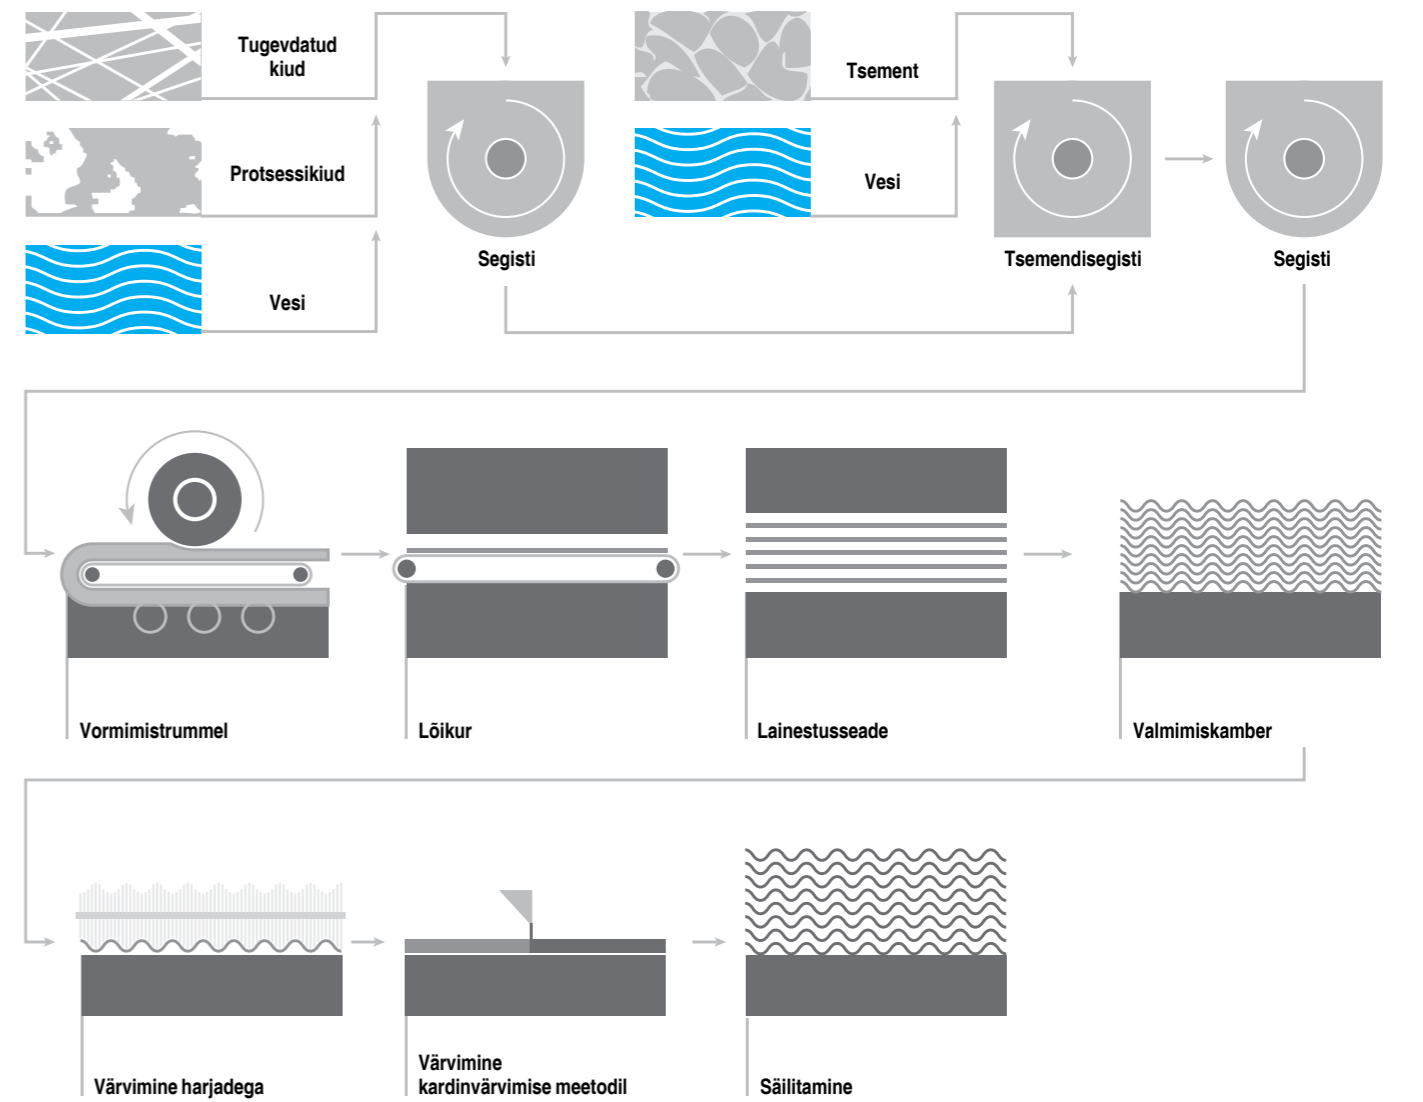 Tugevdatud
kiud
Protsessikiud
Vesi
Segisti
Tsement
Vesi
Tsemendisegisti
Segisti
Vormimistrummel
Lõikur
Lainestusseade
Valmimiskamber
Värvimine harjadega
Värvimine
kardinvärvimise meetodil
Säilitamine